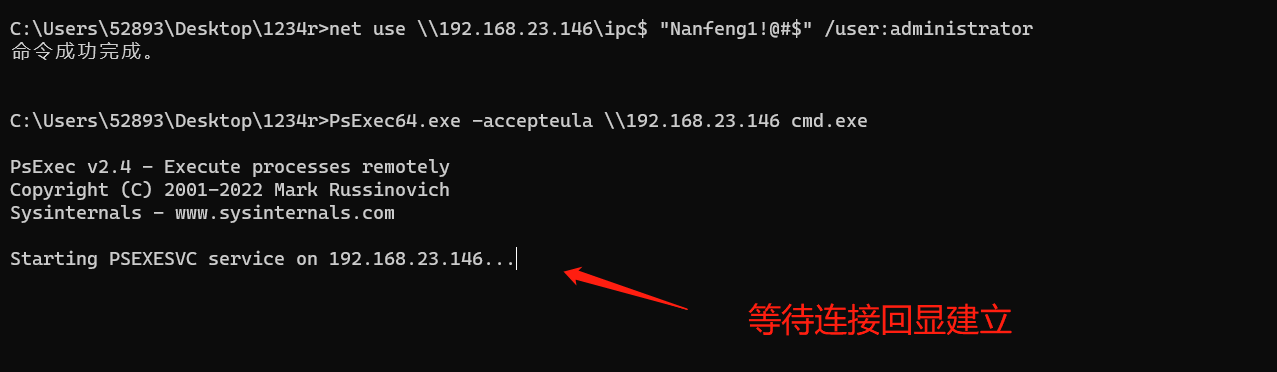 C:\Users\52893\Desktop\1234r>net use \\192.168.23.146\ipc$ "Nanfeng1!@#$" /user:administrator
命令成功完成。
C:\Users\52893\Desktop\1234r>PsExec64.exe -accepteula \\192.168.23.146 cmd.exe
PsExec v2.4 - Execute processes remotely
Copyright (C) 2001-2022 Mark Russinovich
Sysinternals - www.sysinternals.com
Starting PSEXESVC service on 192.168.23.146...
等待连接回显建立